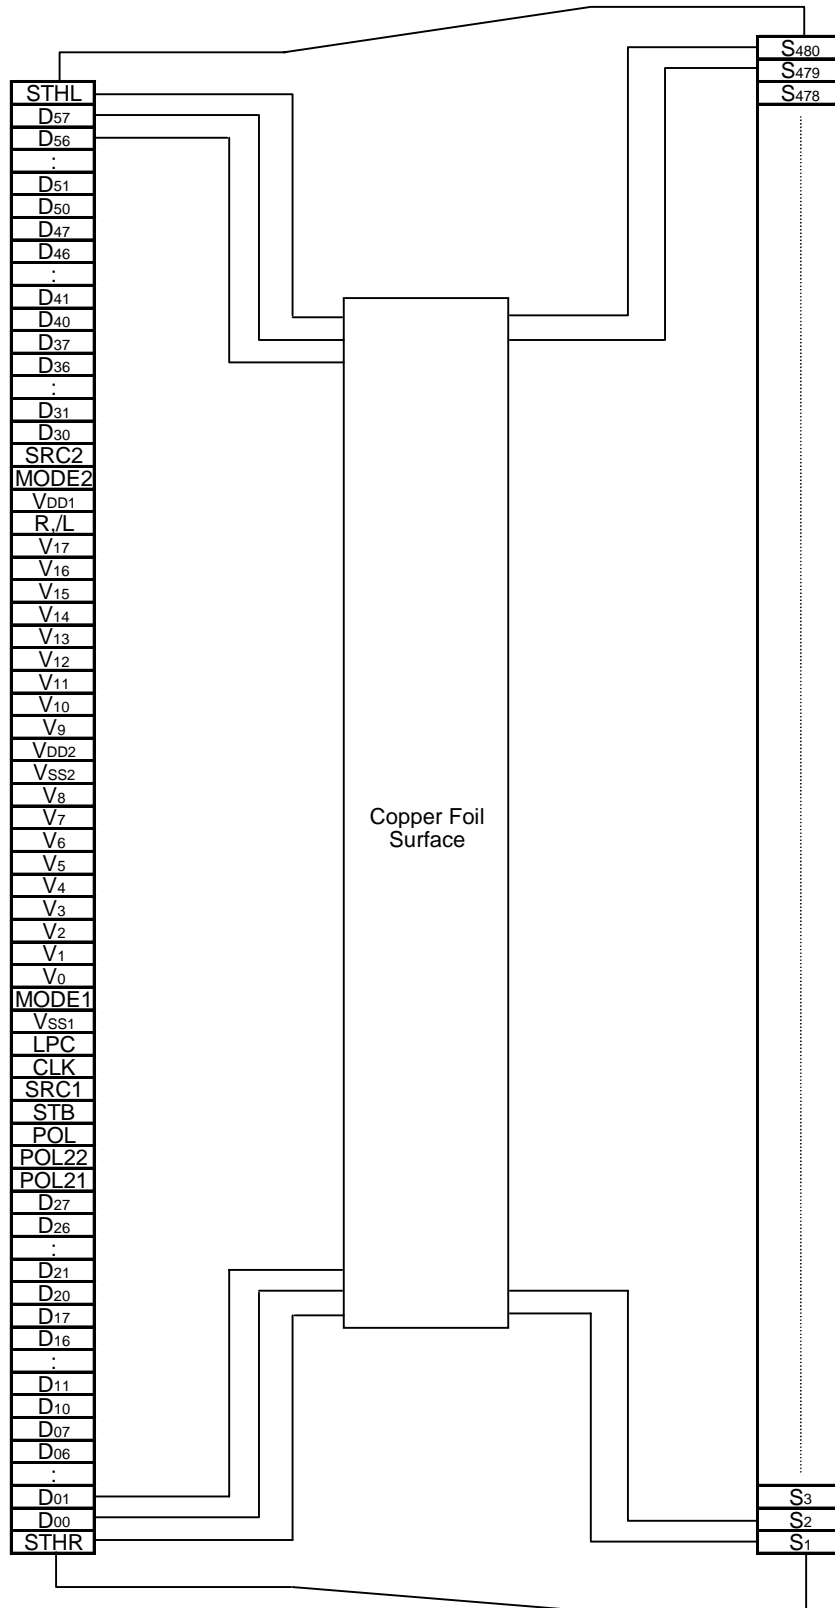 STHL
D57
D56
:
D51
D50
D47
D46
:
D41
D40
D37
D36
:
D31
D30
SRC2
MODE2
VDD1
R,/L
V17
V16
V15
V14
V13
V12
V11
V10
V9
VDD2
VSS2
V8
V7
V6
V5
V4
V3
V2
V1
V0
MODE1
VSS1
LPC
CLK
SRC1
STB
POL
POL22
POL21
D27
D26
:
D21
D20
D17
D16
:
D11
D10
D07
D06
:
D01
D00
STHR
Copper Foil
Surface
S480
S479
S478
S3
S2
S1